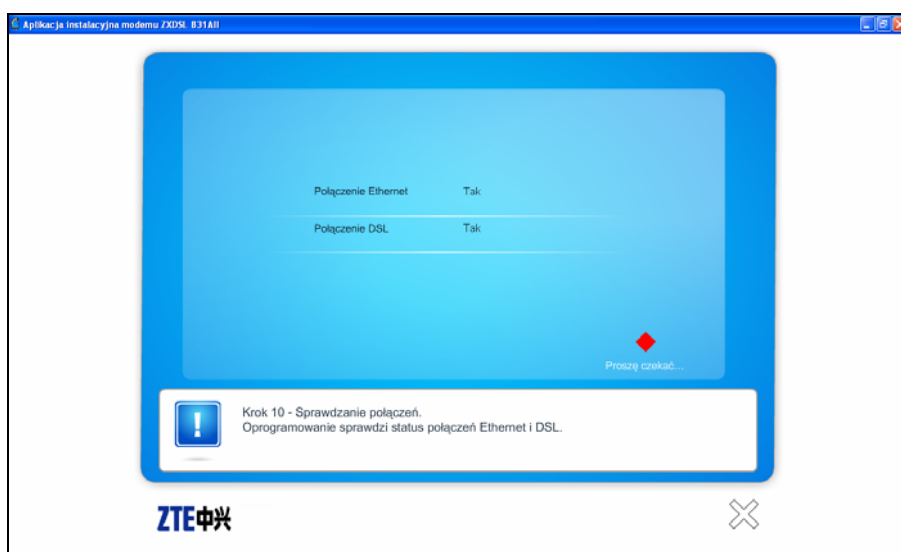 Aplikacja instalacyjna modemu ZXDSL 831AII
Połączenie Ethernet Tak
Połączenie DSL Tak
Proszę czekać...
Krok 10 - Sprawdzanie połączeń.
Oprogramowanie sprawdzi status połączeń Ethernet i DSL.
ZTE中兴